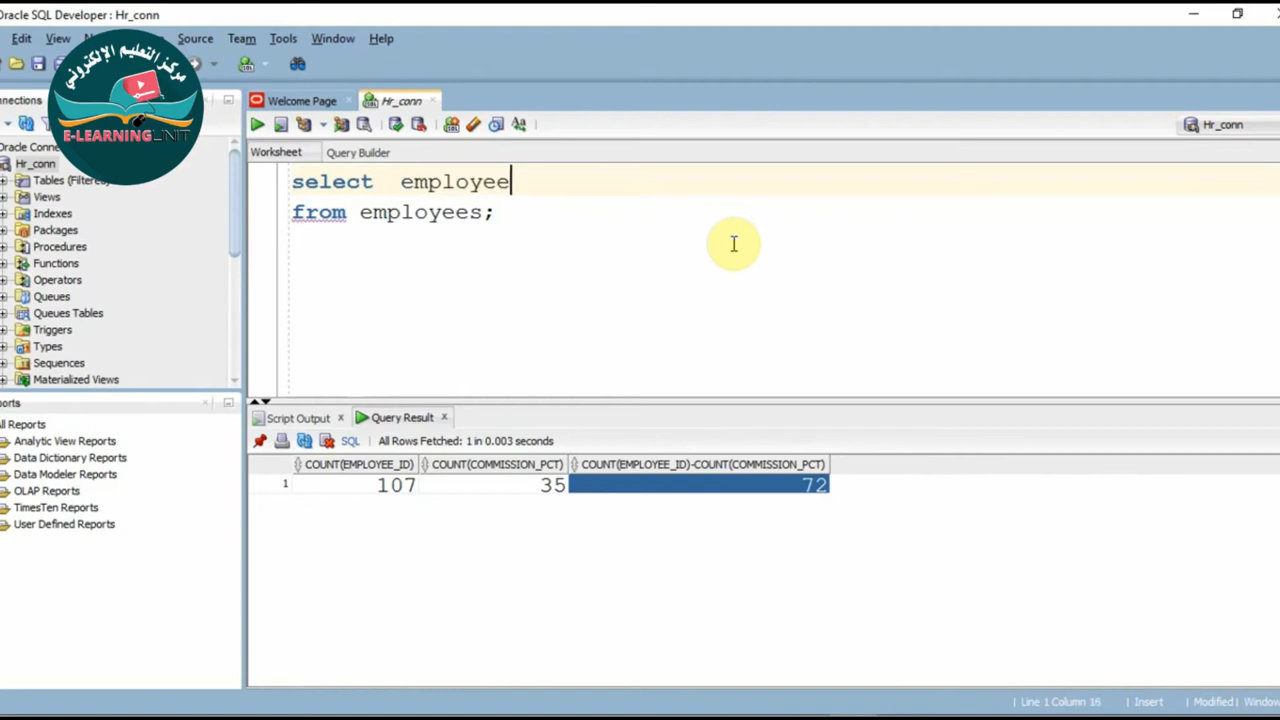 Oracle SQL Developer : Hr_conn
Edit View Source Team Tools Window Help
مركز التعليم الإلكتروني
E-LEARNING UNIT
nnections
Oracle Conne
Hr_conn
Tables (Filtered)
Views
Indexes
Packages
Procedures
Functions
Operators
Queues
Queues Tables
Triggers
Types
Sequences
Materialized Views
ports
All Reports
Analytic View Reports
Data Dictionary Reports
Data Modeler Reports
OLAP Reports
TimesTen Reports
User Defined Reports
Welcome Page Hr_conn
Hr_conn
Worksheet Query Builder
select employee
from employees;
Script Output Query Result
SQL All Rows Fetched: 1 in 0.003 seconds
COUNT(EMPLOYEE_ID) COUNT(COMMISSION_PCT) COUNT(EMPLOYEE_ID)-COUNT(COMMISSION_PCT)
1 107 35 72
Line 1 Column 16 Insert Modified Window